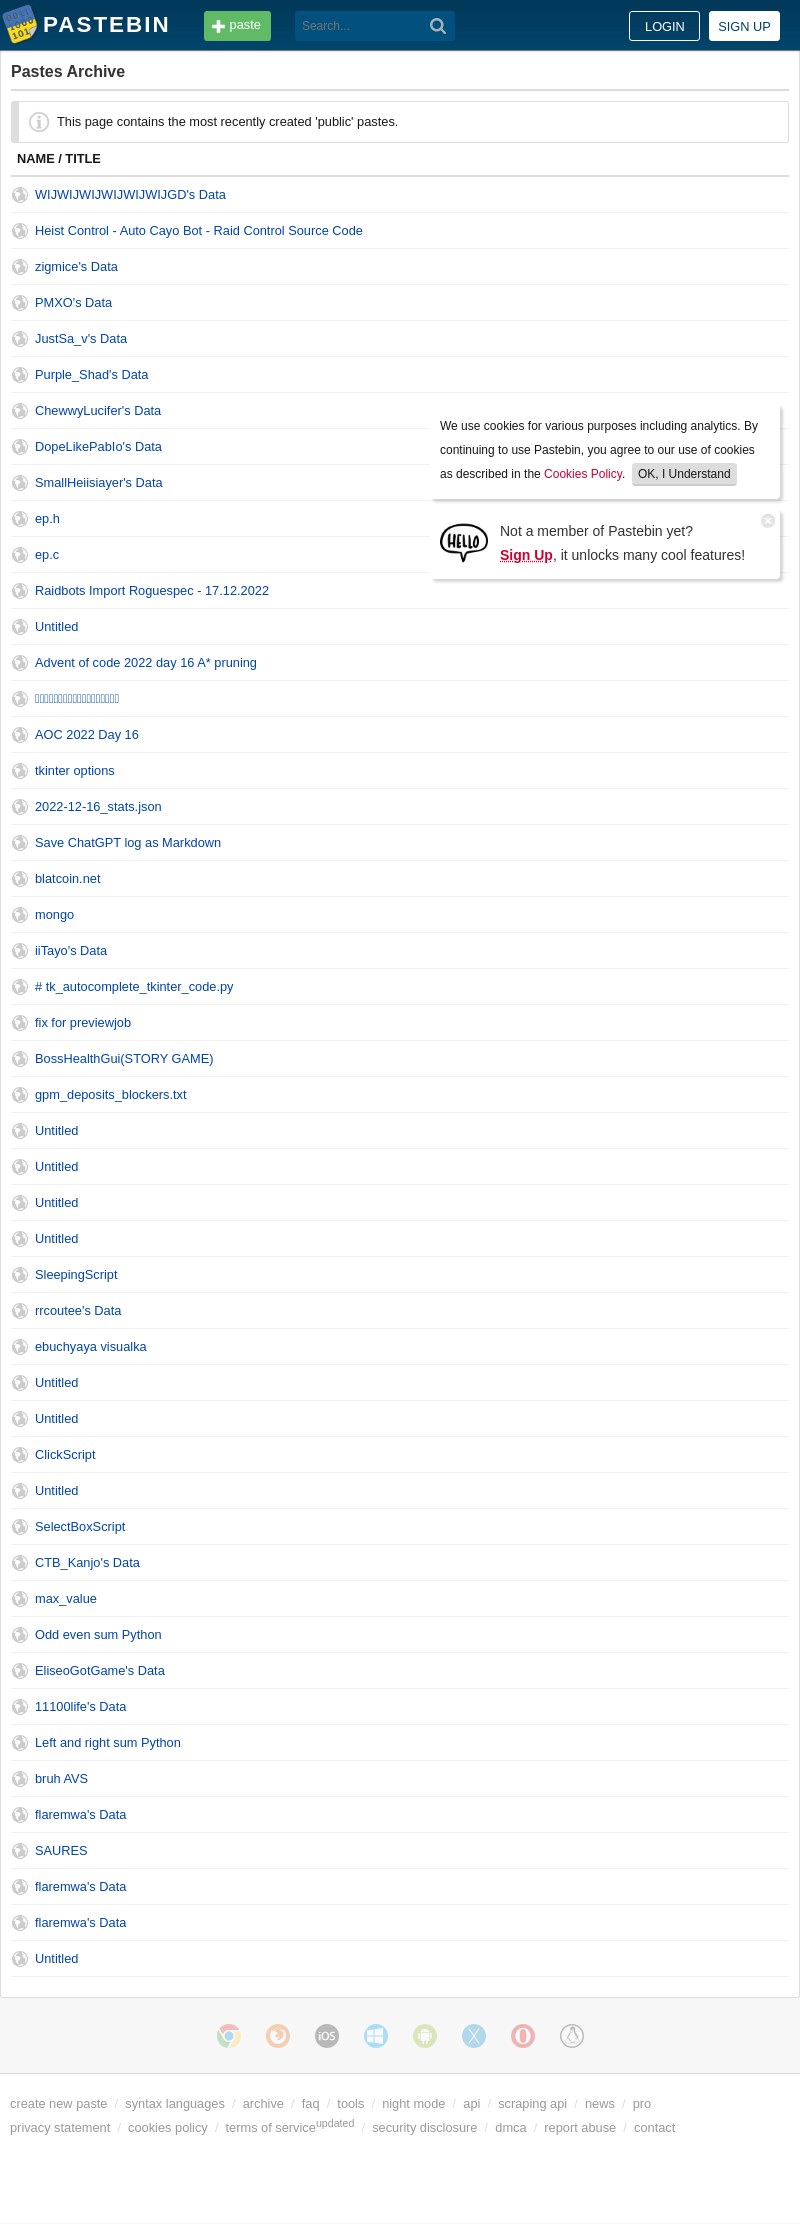 PASTEBIN
paste
Search...
LOGIN
SIGN UP
Pastes Archive
This page contains the most recently created 'public' pastes.
NAME / TITLE
WIJWIJWIJWIJWIJWIJGD's Data
Heist Control - Auto Cayo Bot - Raid Control Source Code
zigmice's Data
PMXO's Data
JustSa_v's Data
Purple_Shad's Data
ChewwyLucifer's Data
DopeLikePabIo's Data
SmallHeiisiayer's Data
We use cookies for various purposes including analytics. By
continuing to use Pastebin, you agree to our use of cookies
as described in the Cookies Policy. OK, I Understand
HELLO
Not a member of Pastebin yet?
Sign Up, it unlocks many cool features!
ep.h
ep.c
Raidbots Import Roguespec - 17.12.2022
Untitled
Advent of code 2022 day 16 A* pruning
AOC 2022 Day 16
tkinter options
2022-12-16_stats.json
Save ChatGPT log as Markdown
blatcoin.net
mongo
iiTayo's Data
# tk_autocomplete_tkinter_code.py
fix for previewjob
BossHealthGui(STORY GAME)
gpm_deposits_blockers.txt
Untitled
Untitled
Untitled
Untitled
SleepingScript
rrcoutee's Data
ebuchyaya visualka
Untitled
Untitled
ClickScript
Untitled
SelectBoxScript
CTB_Kanjo's Data
max_value
Odd even sum Python
EliseoGotGame's Data
11100life's Data
Left and right sum Python
bruh AVS
flaremwa's Data
SAURES
flaremwa's Data
flaremwa's Data
Untitled
iOS
create new paste / syntax languages / archive / faq / tools / night mode / api / scraping api / news / pro
privacy statement / cookies policy / terms of service updated / security disclosure / dmca / report abuse / contact